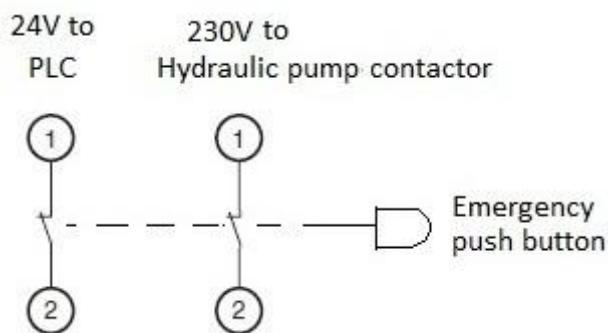 24V to
PLC
230V to
Hydraulic pump contactor
1
1
Emergency
push button
2
2